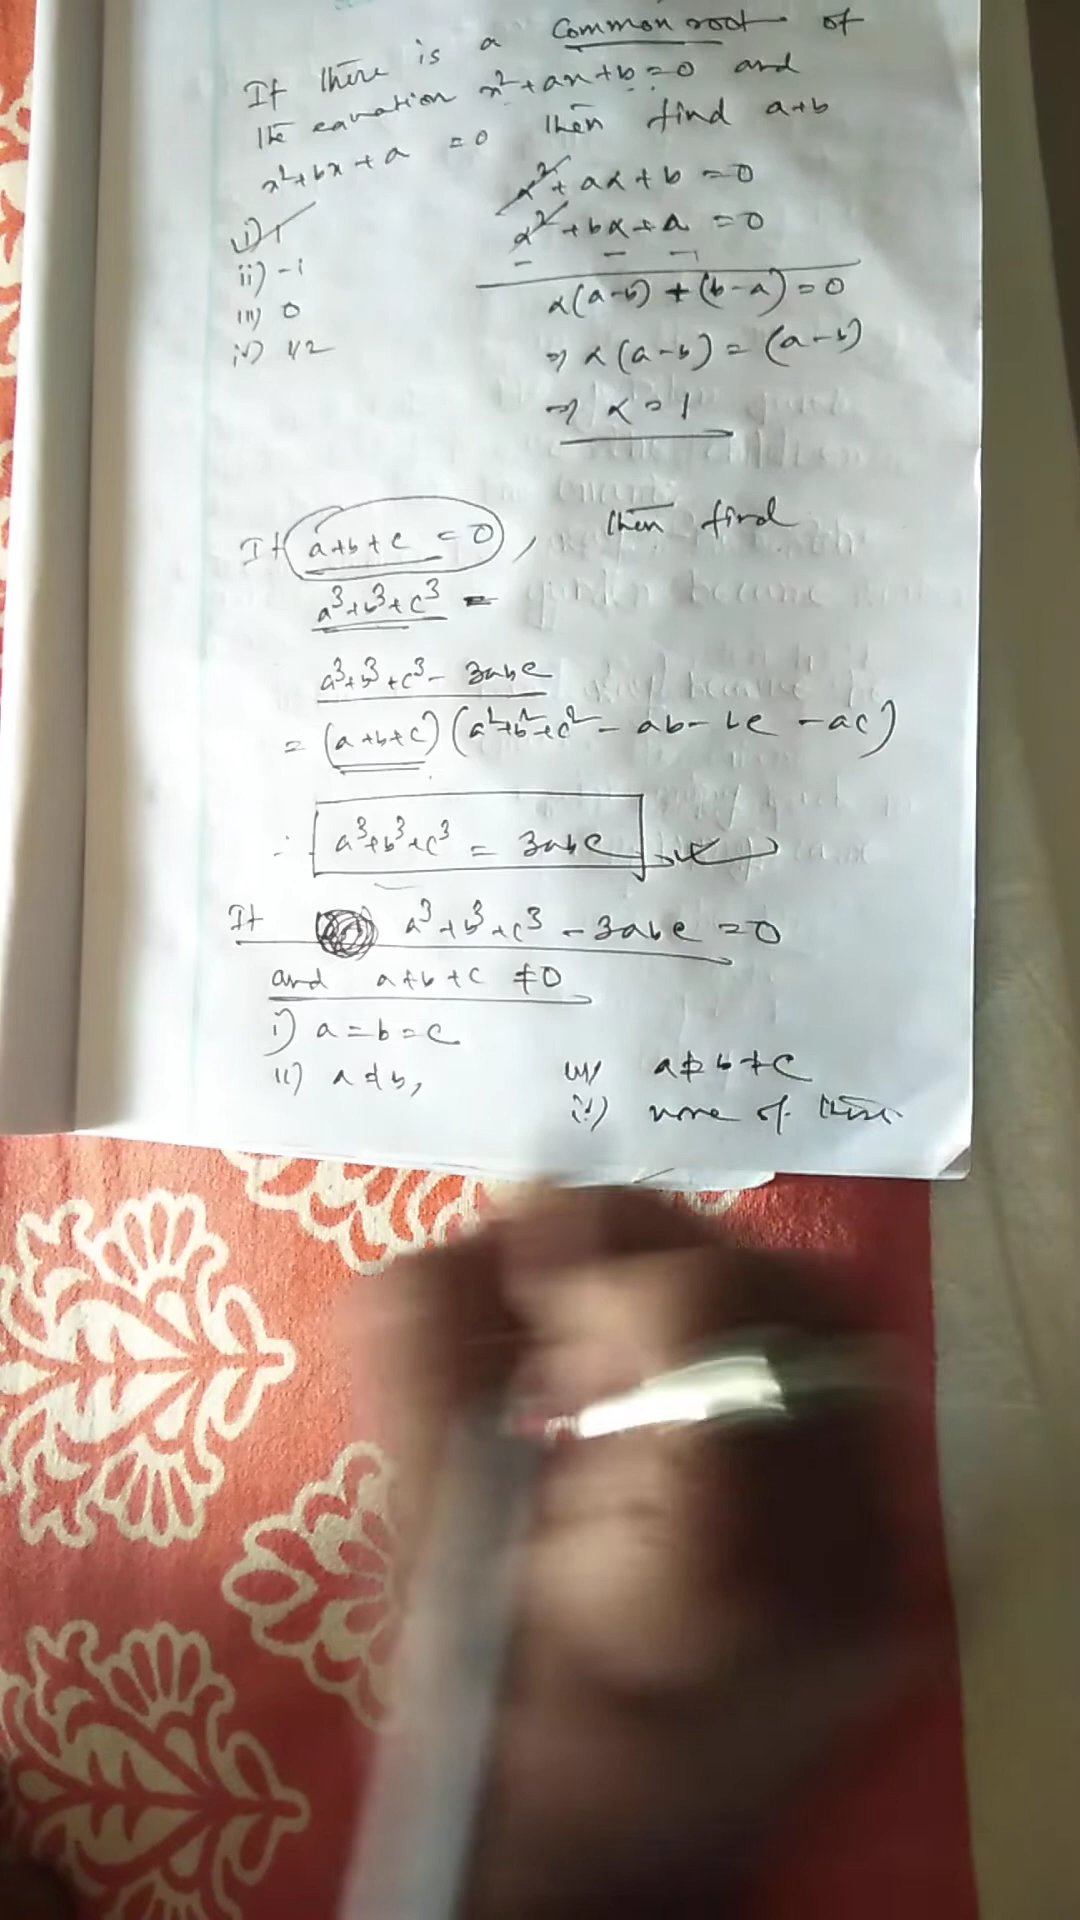 If there is a common root of
the equation x²+ax+b=0 and
x²+bx+a =0 then find a+b
i) 1
ii) -1
iii) 0
iv) 1/2
α²+aα+b=0
α²+bα+a=0
- - -
α(a-b)+(b-a)=0
⇒ α(a-b)=(a-b)
⇒ α=1
If a+b+c=0, then find
a³+b³+c³=
a³+b³+c³-3abc
=(a+b+c)(a²+b²+c²-ab-bc-ac)
∴ a³+b³+c³=3abc
If a³+b³+c³-3abc=0
and a+b+c≠0
i) a=b=c
ii) a≠b,
iii) a≠b≠c
iv) none of these